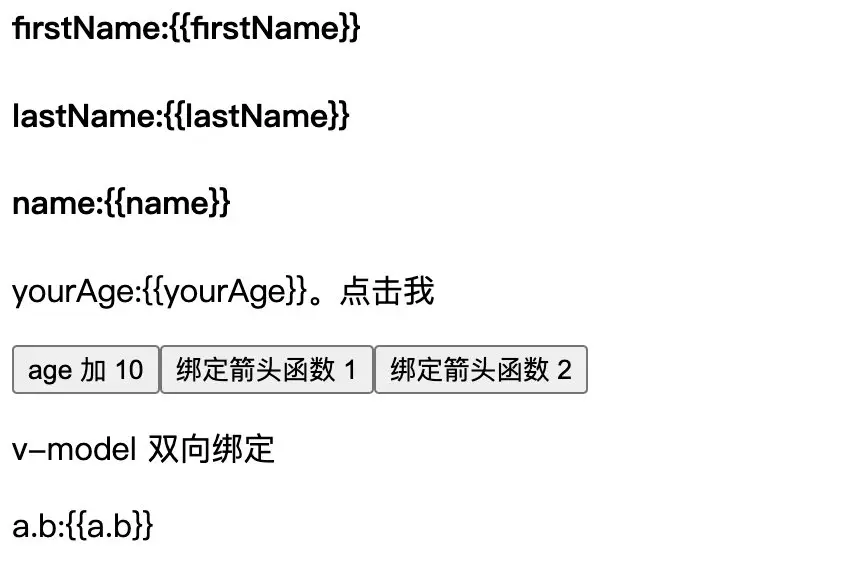 firstName:{{firstName}}
lastName:{{lastName}}
name:{{name}}
yourAge:{{yourAge}}。点击我
age 加 10 绑定箭头函数 1 绑定箭头函数 2
v-model 双向绑定
a.b:{{a.b}}